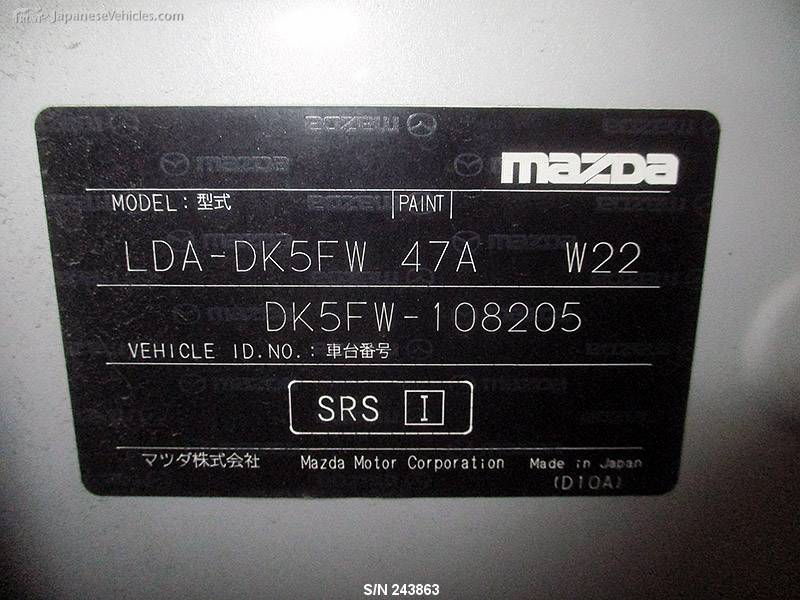 JapaneseVehicles.com
mazda
MODEL: 型式 PAINT
LDA-DK5FW 47A W22
DK5FW-108205
VEHICLE ID.NO.: 車台番号
SRS I
マツダ株式会社 Mazda Motor Corporation Made in Japan
(D10A)
S/N 243863